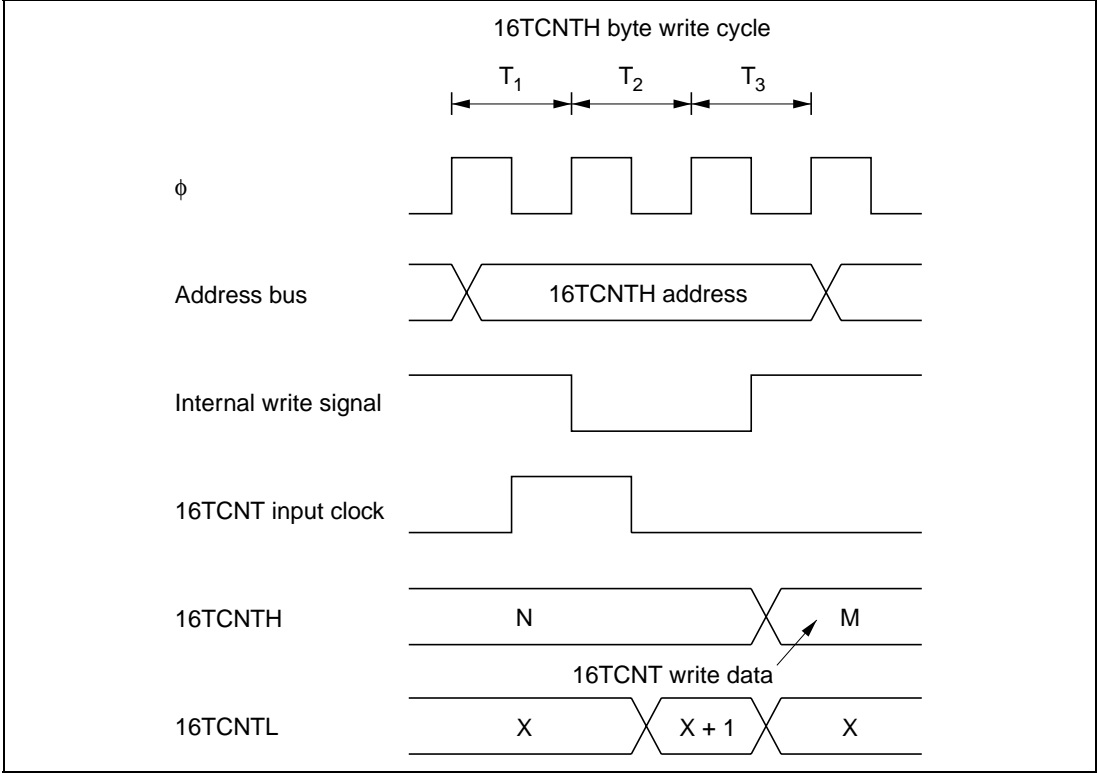 16TCNTH byte write cycle
T1 T2 T3
φ
Address bus 16TCNTH address
Internal write signal
16TCNT input clock
16TCNTH N M
16TCNT write data
16TCNTL X X + 1 X